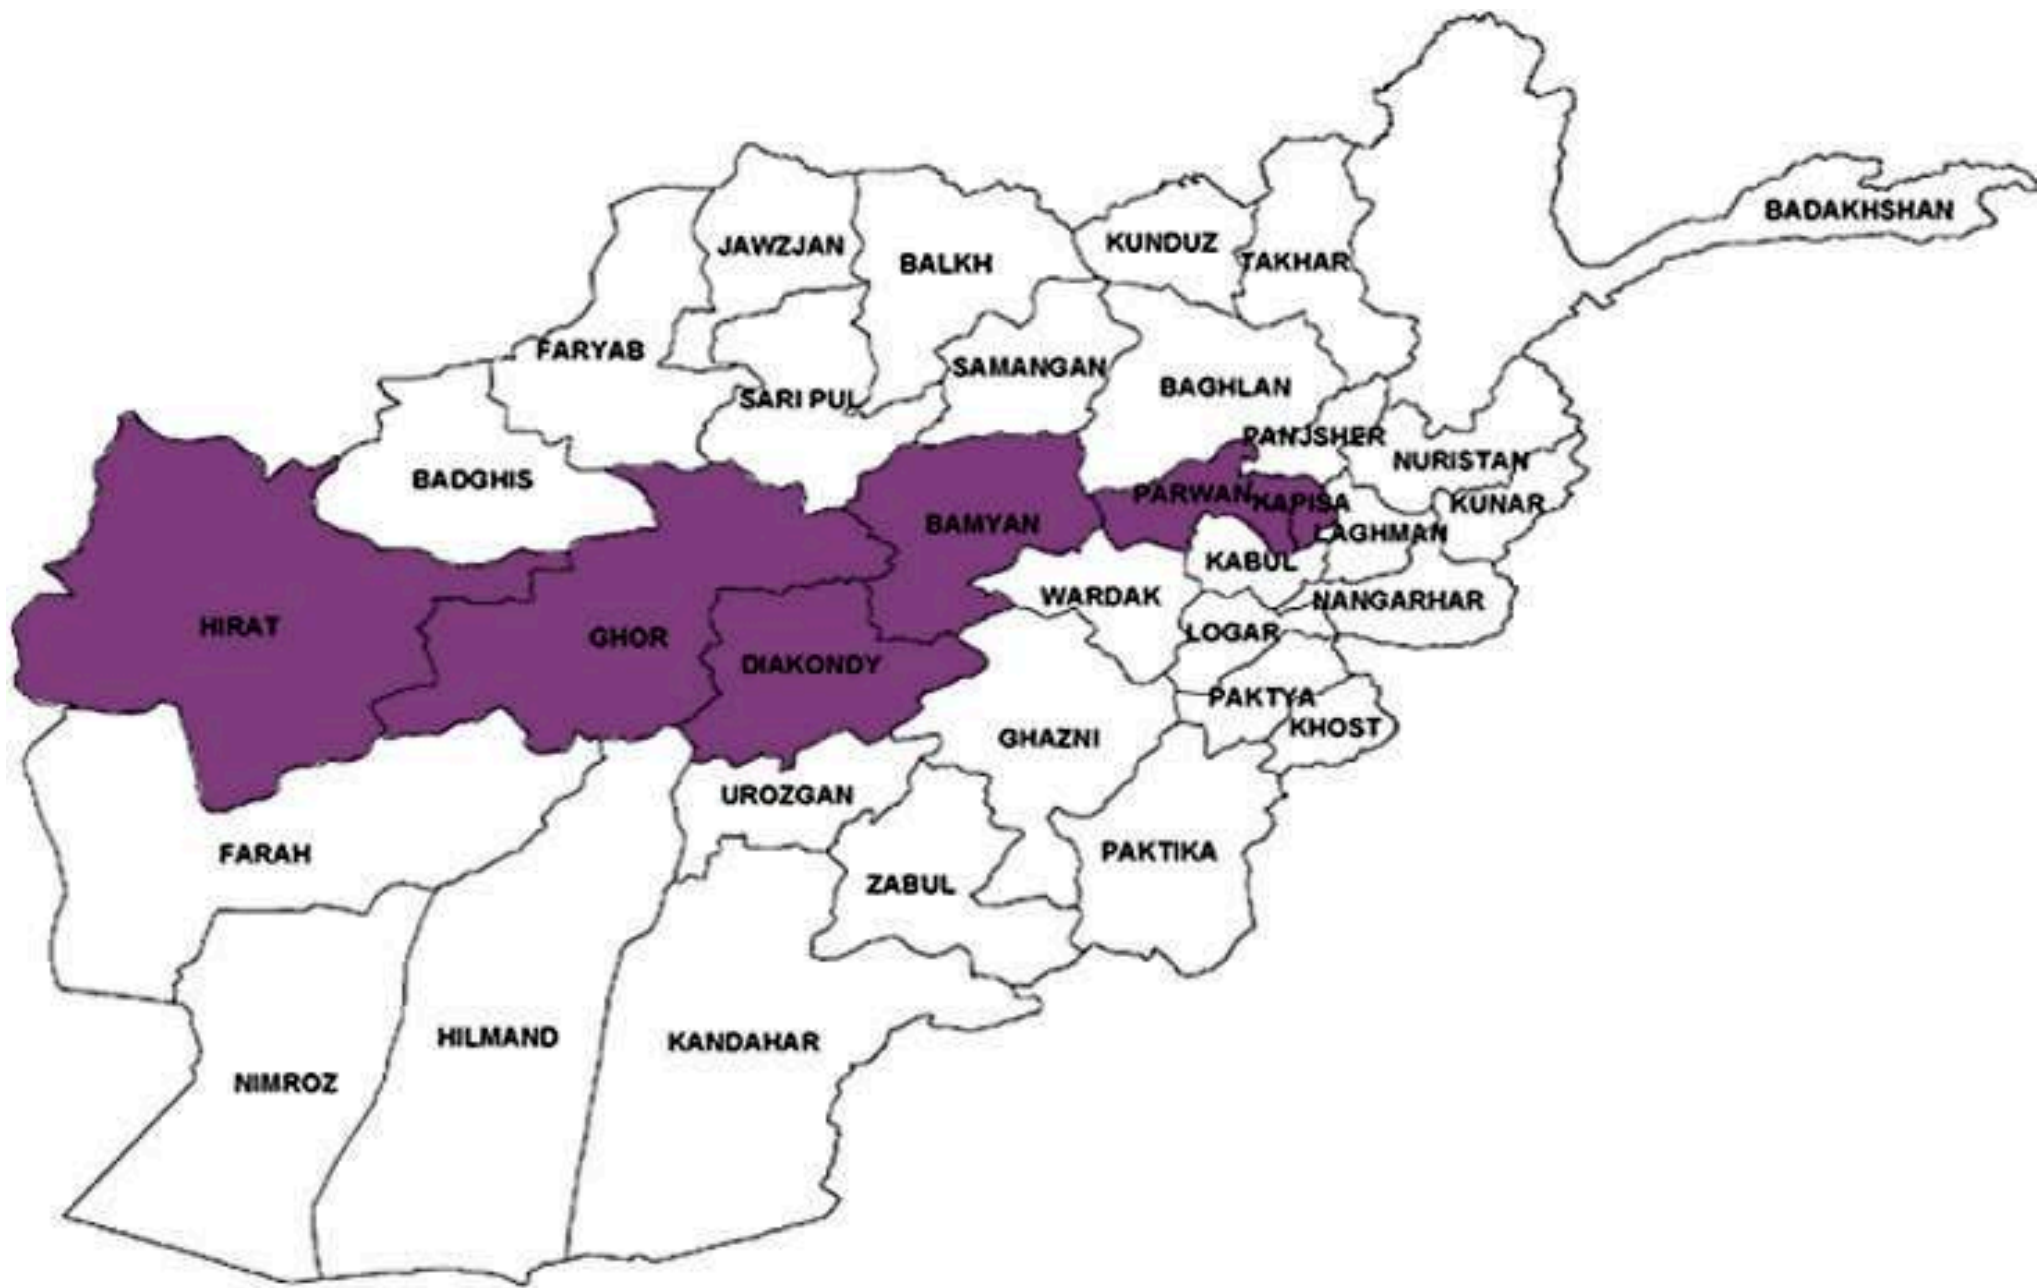 BADAKHSHAN
JAWZJAN
BALKH
KUNDUZ
TAKHAR
FARYAB
SAMANGAN
BAGHLAN
SARI PUL
PANJSHER
NURISTAN
BADGHIS
PARWAN
KAPISA
KUNAR
BAMYAN
LAGHMAN
KABUL
WARDAK
NANGARHAR
HIRAT
GHOR
LOGAR
DIAKONDY
PAKTYA
KHOST
GHAZNI
UROZGAN
FARAH
PAKTIKA
ZABUL
HILMAND
KANDAHAR
NIMROZ